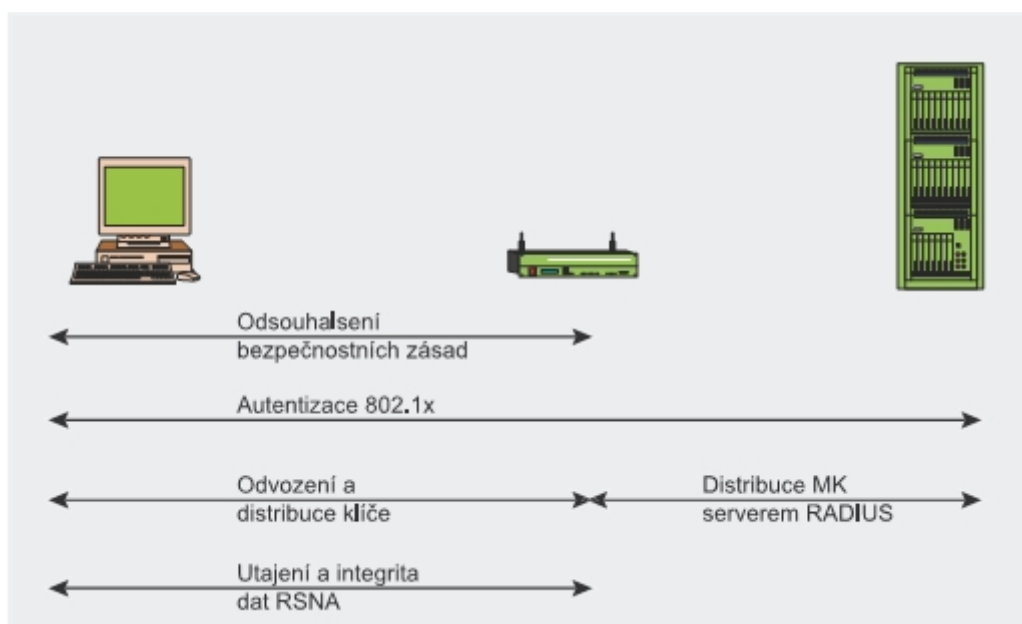 Odsouhalsení
bezpečnostních zásad
Autentizace 802.1x
Odvození a
distribuce klíče
Distribuce MK
serverem RADIUS
Utajení a integrita
dat RSNA